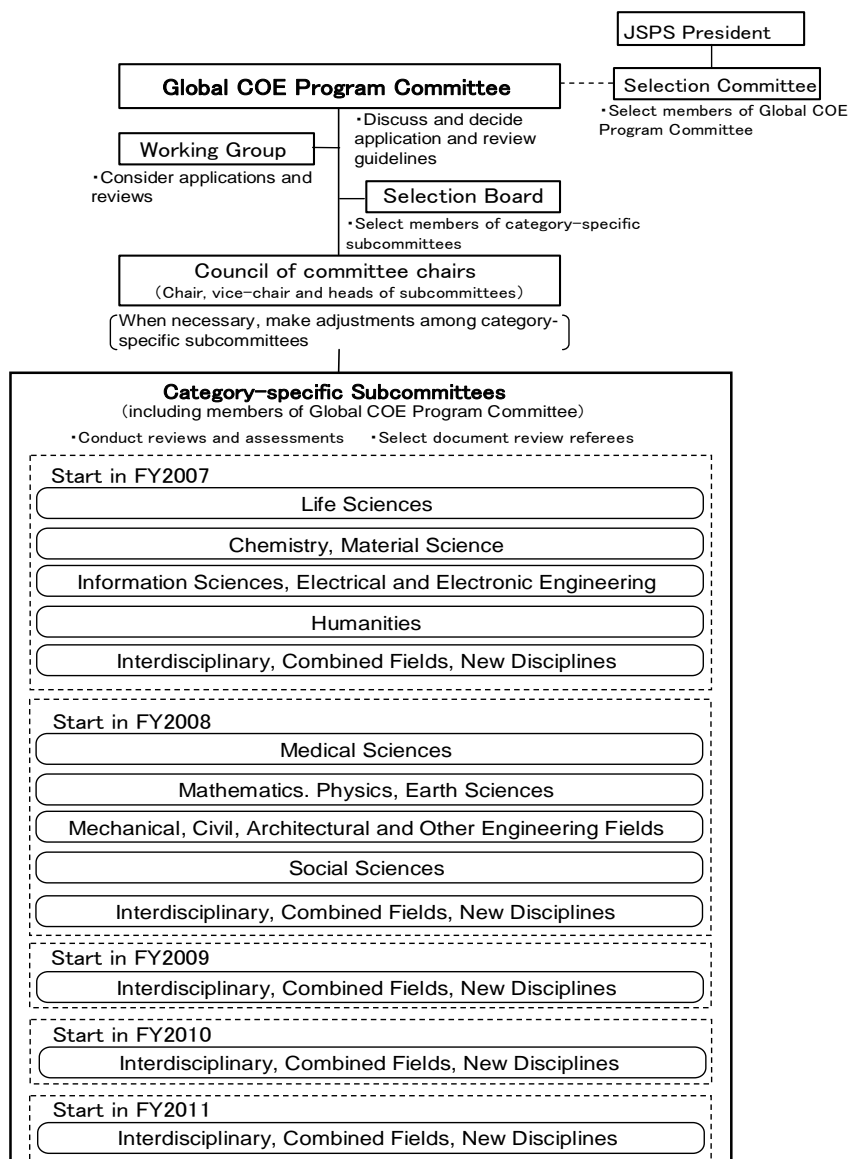 JSPS President
Global COE Program Committee
Selection Committee
・Select members of Global COE
Program Committee
・Discuss and decide
application and review
guidelines
Working Group
・Consider applications and
reviews
Selection Board
・Select members of category-specific
subcommittees
Council of committee chairs
(Chair, vice-chair and heads of subcommittees)
When necessary, make adjustments among category-
specific subcommittees
Category-specific Subcommittees
(including members of Global COE Program Committee)
・Conduct reviews and assessments ・Select document review referees
Start in FY2007
Life Sciences
Chemistry, Material Science
Information Sciences, Electrical and Electronic Engineering
Humanities
Interdisciplinary, Combined Fields, New Disciplines
Start in FY2008
Medical Sciences
Mathematics. Physics, Earth Sciences
Mechanical, Civil, Architectural and Other Engineering Fields
Social Sciences
Interdisciplinary, Combined Fields, New Disciplines
Start in FY2009
Interdisciplinary, Combined Fields, New Disciplines
Start in FY2010
Interdisciplinary, Combined Fields, New Disciplines
Start in FY2011
Interdisciplinary, Combined Fields, New Disciplines